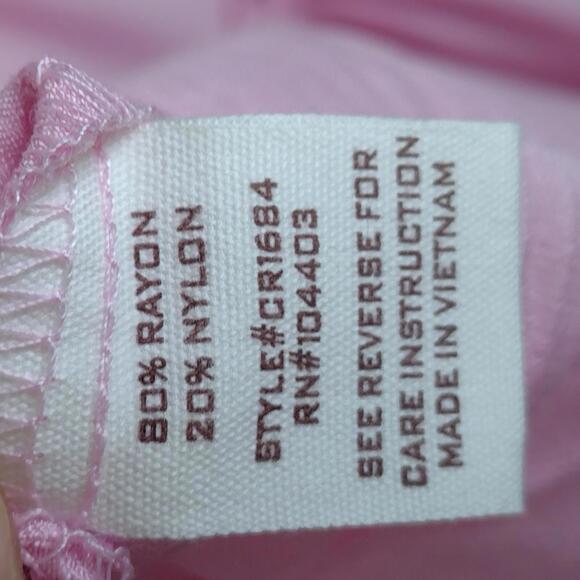 80% RAYON
20% NYLON
STYLE#CR1684
RN#104403
SEE REVERSE FOR
CARE INSTRUCTION
MADE IN VIETNAM